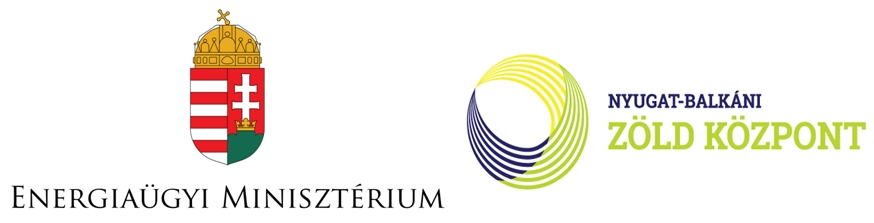 ENERGIAÜGYI MINISZTÉRIUM
NYUGAT-BALKÁNI
ZÖLD KÖZPONT